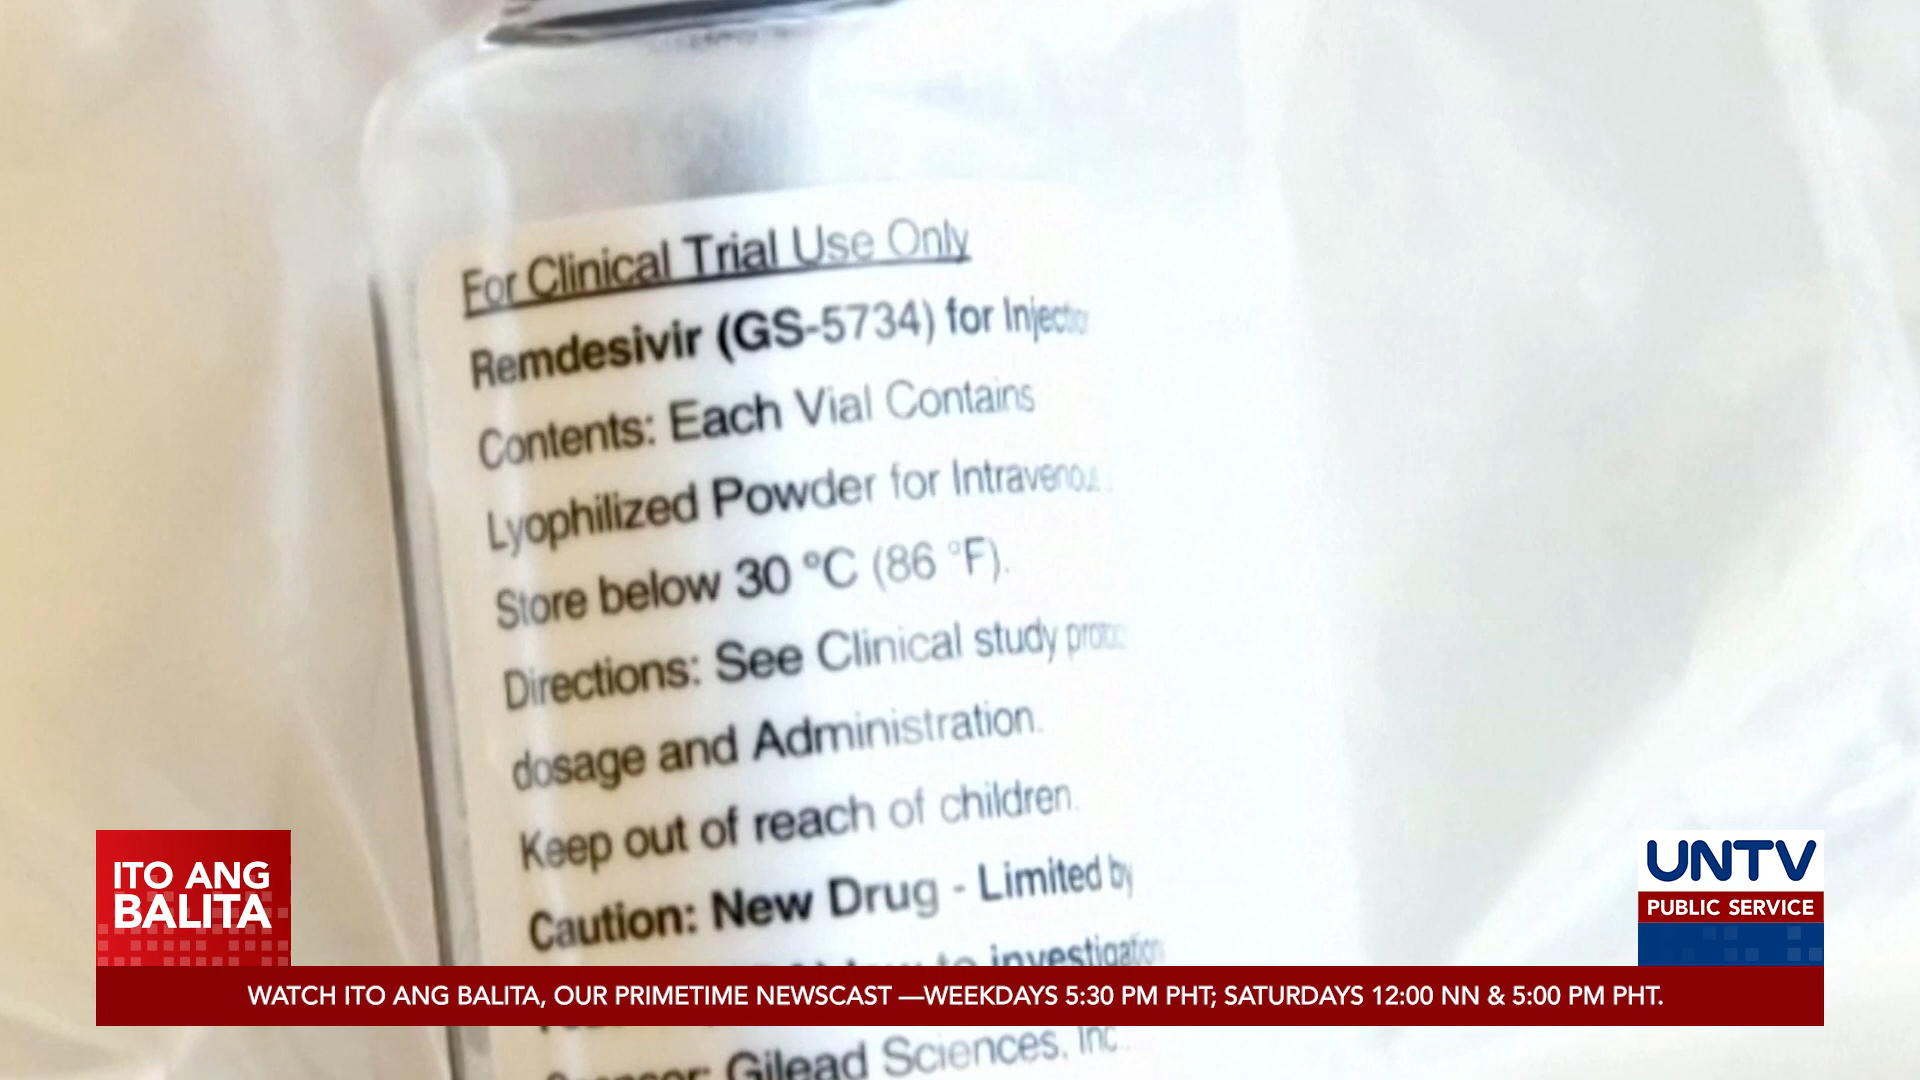 For Clinical Trial Use Only
Remdesivir (GS-5734) for Injectio
Contents: Each Vial Contains
Lyophilized Powder for Intravenou
Store below 30 °C (86 °F).
Directions: See Clinical study proto
dosage and Administration.
Keep out of reach of children.
Caution: New Drug - Limited by
to investigation
Gilead Sciences, Inc.
ITO ANG
BALITA
UNTV
PUBLIC SERVICE
WATCH ITO ANG BALITA, OUR PRIMETIME NEWSCAST —WEEKDAYS 5:30 PM PHT; SATURDAYS 12:00 NN & 5:00 PM PHT.